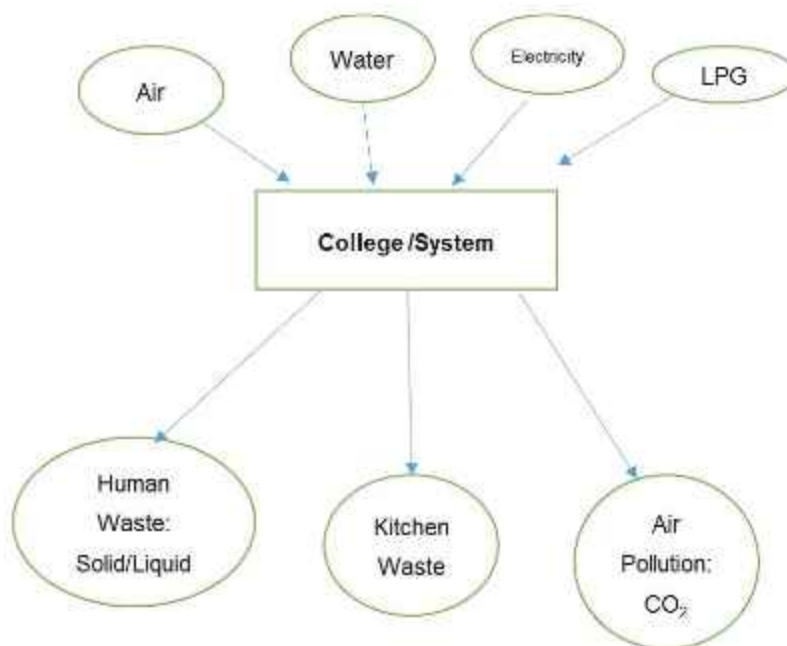 Air
Water
Electricity
LPG
College/System
Human
Waste:
Solid/Liquid
Kitchen
Waste
Air
Pollution:
CO₂